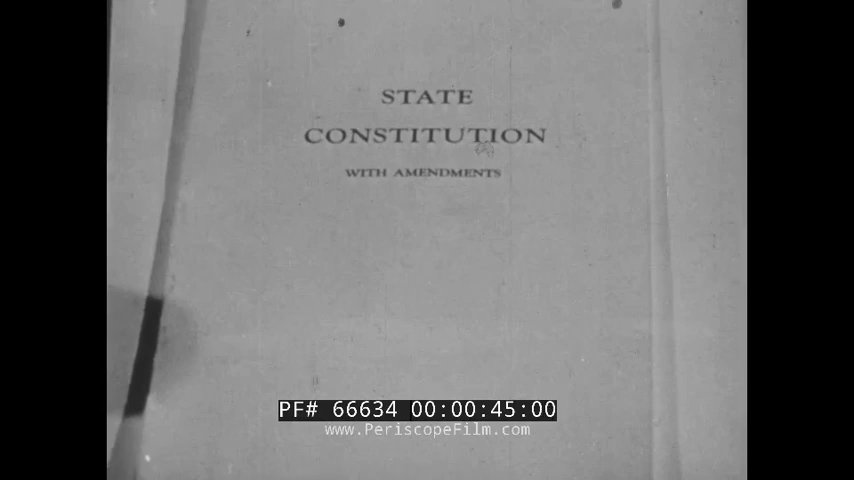 STATE
CONSTITUTION
WITH AMENDMENTS
PF# 66634 00:00:45:00
www.PeriscopeFilm.com